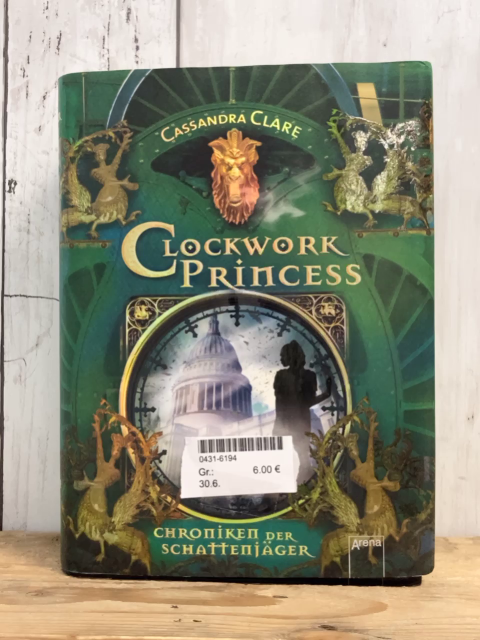 CASSANDRA CLARE
CLOCKWORK
PRINCESS
0431-6194
Gr.: 6.00 €
30.6.
CHRONIKEN DER
SCHATTENJÄGER
Arena